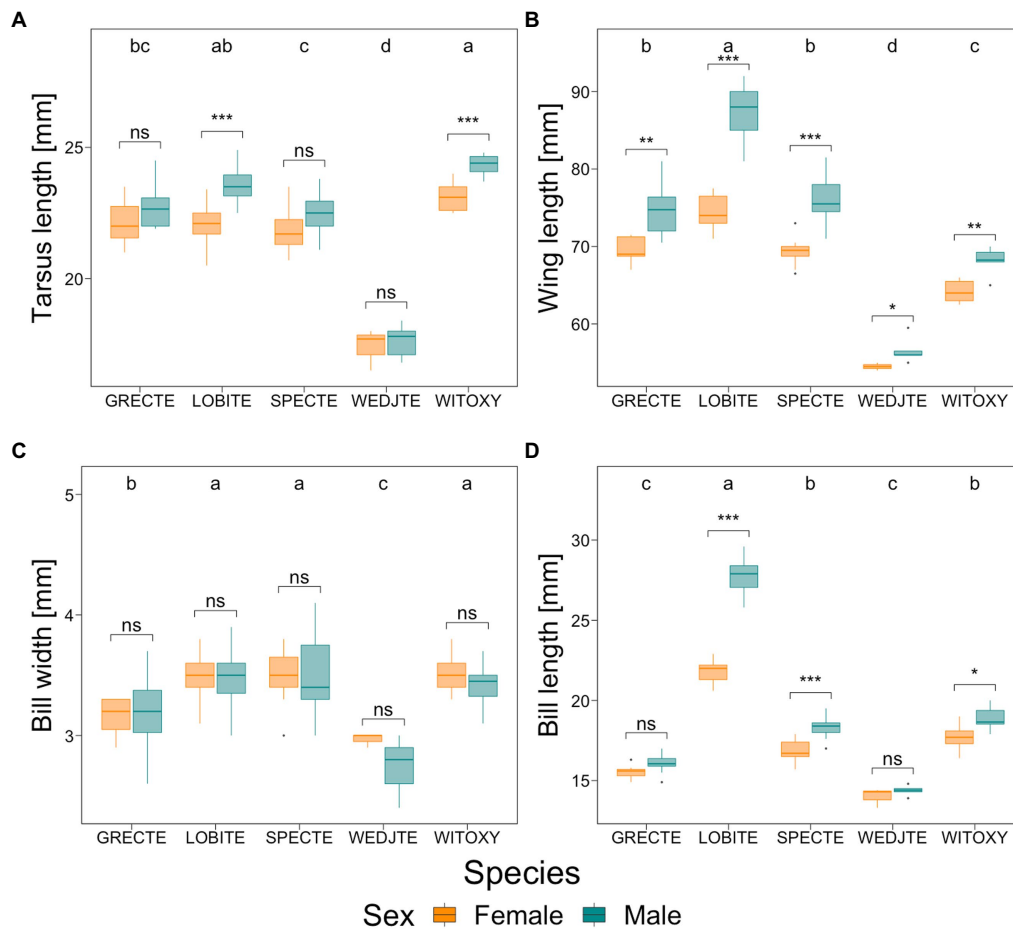 A
bc ab c d a
ns *** ns ns ***
Tarsus length [mm]
25
20
GRECTE LOBITE SPECTE WEDJTE WITOXY
B
b a b d c
** *** *** * **
Wing length [mm]
90
80
70
60
GRECTE LOBITE SPECTE WEDJTE WITOXY
C
b a a c a
ns ns ns ns ns
Bill width [mm]
5
4
3
GRECTE LOBITE SPECTE WEDJTE WITOXY
D
c a b c b
ns *** *** ns *
Bill length [mm]
30
25
20
15
GRECTE LOBITE SPECTE WEDJTE WITOXY
Species
Sex Female Male